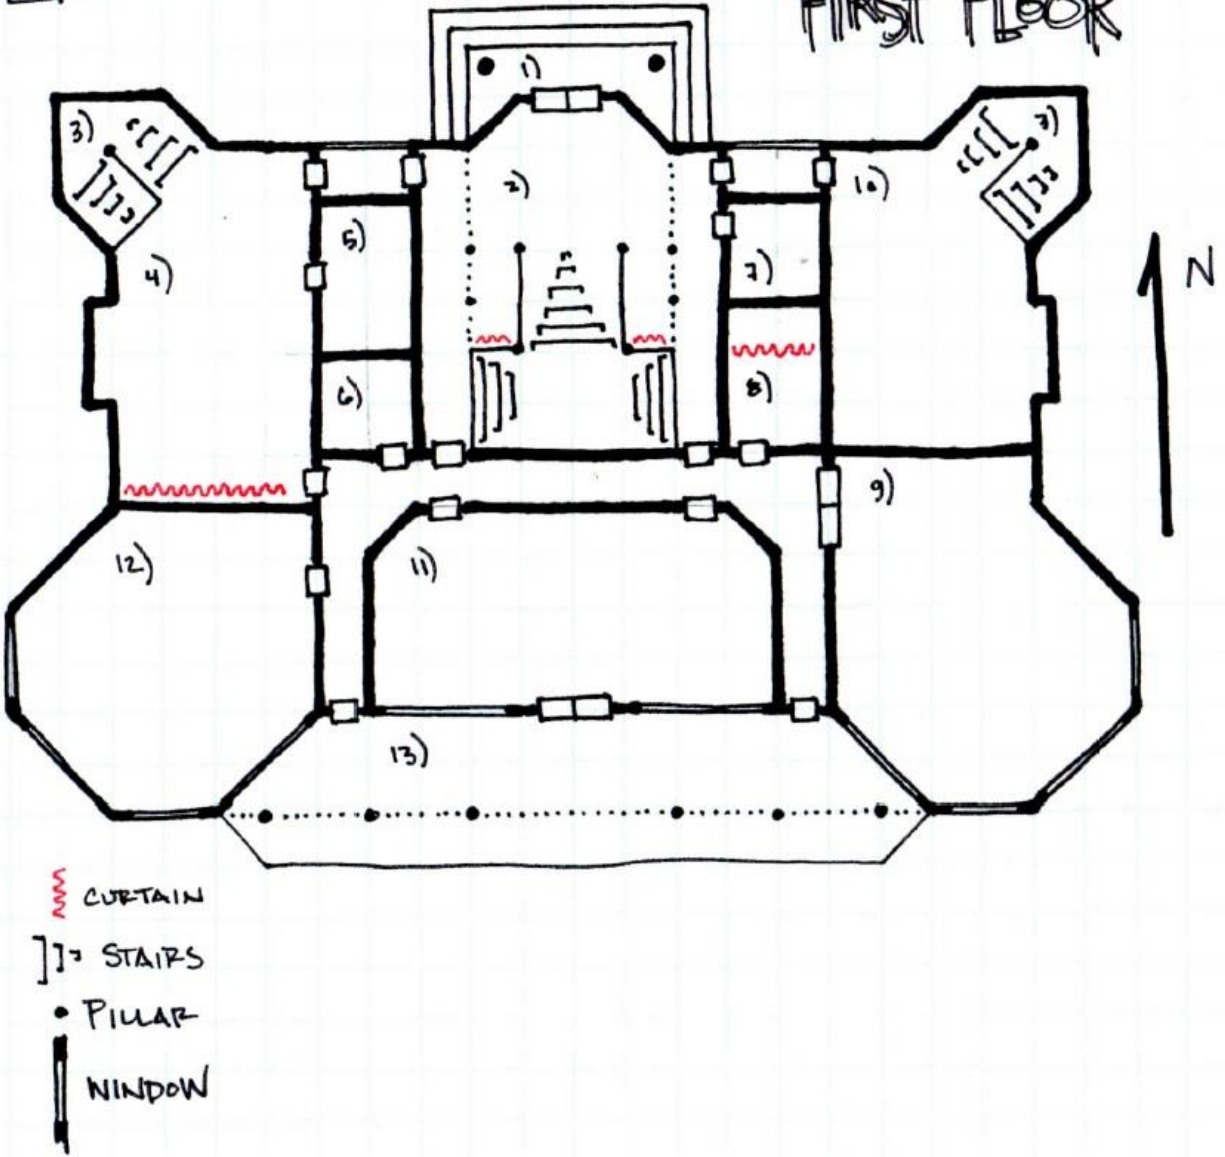 FIRST FLOOR
1)
3)
3)
2)
10)
5)
4)
7)
N
6)
8)
9)
12)
11)
13)
CURTAIN
STAIRS
PILLAR
WINDOW